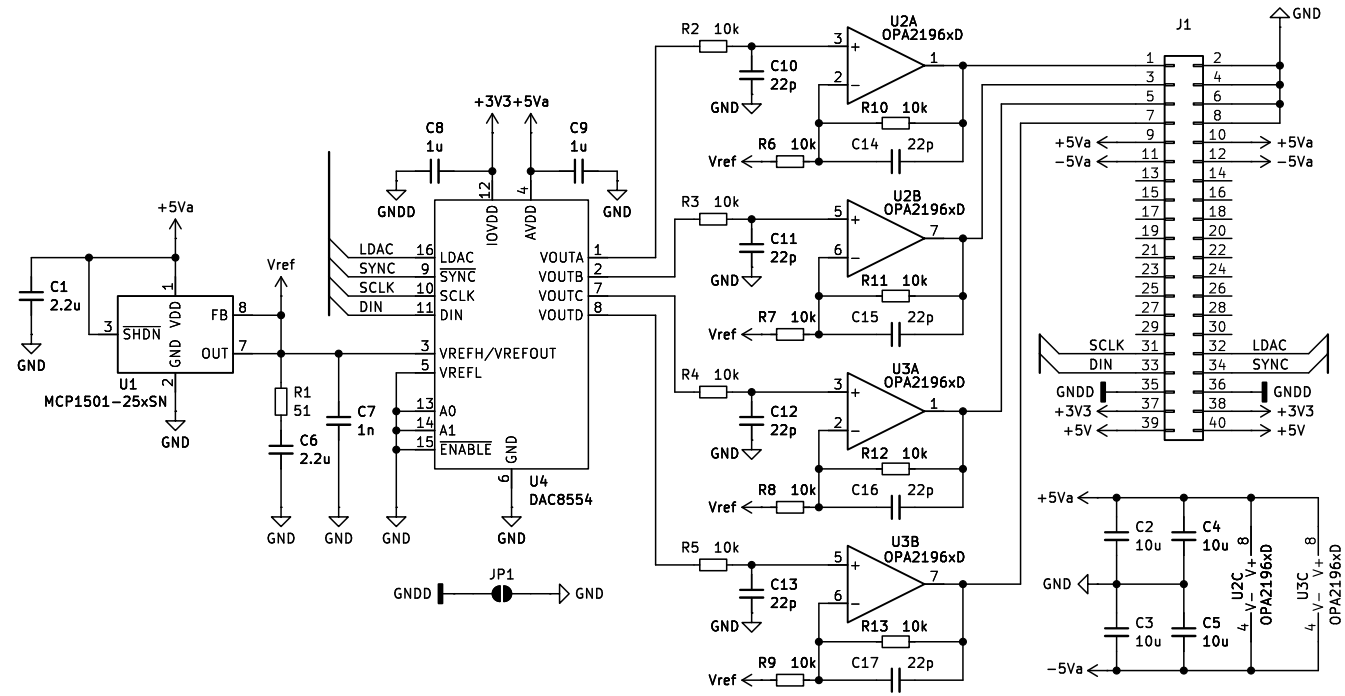 +5Va
C1
2.2u
GND
3
SHDN
1
VDD
FB
8
OUT
7
GND
2
U1
MCP1501-25xSN
GND
Vref
R1
51
C6
2.2u
GND
C7
1n
GND
GND
+3V3
+5Va
C8
1u
GNDD
C9
1u
GND
12
IOVDD
4
AVDD
LDAC
16
LDAC
SYNC
9
SYNC
SCLK
10
SCLK
DIN
11
DIN
3
VREFH/VREFOUT
5
VREFL
13
A0
14
A1
15
ENABLE
GND
6
U4
DAC8554
GND
VOUTA
1
VOUTB
2
VOUTC
7
VOUTD
8
GNDD
JP1
GND
R2 10k
C10
22p
GND
3
+
2
−
U2A
OPA2196xD
1
R10 10k
R6 10k
C14 22p
Vref
R3 10k
C11
22p
GND
5
+
6
−
U2B
OPA2196xD
7
R11 10k
R7 10k
C15 22p
Vref
R4 10k
C12
22p
GND
3
+
2
−
U3A
OPA2196xD
1
R12 10k
R8 10k
C16 22p
Vref
R5 10k
C13
22p
GND
5
+
6
−
U3B
OPA2196xD
7
R13 10k
R9 10k
C17 22p
Vref
GND
J1
1 2
3 4
5 6
7 8
+5Va 9 10 +5Va
−5Va 11 12 −5Va
13 14
15 16
17 18
19 20
21 22
23 24
25 26
27 28
29 30
SCLK 31 32 LDAC
DIN 33 34 SYNC
GNDD 35 36 GNDD
+3V3 37 38 +3V3
+5V 39 40 +5V
+5Va
C2
10u
C4
10u
GND
C3
10u
C5
10u
−5Va
8
V+
V−
4
U2C
OPA2196xD
8
V+
V−
4
U3C
OPA2196xD